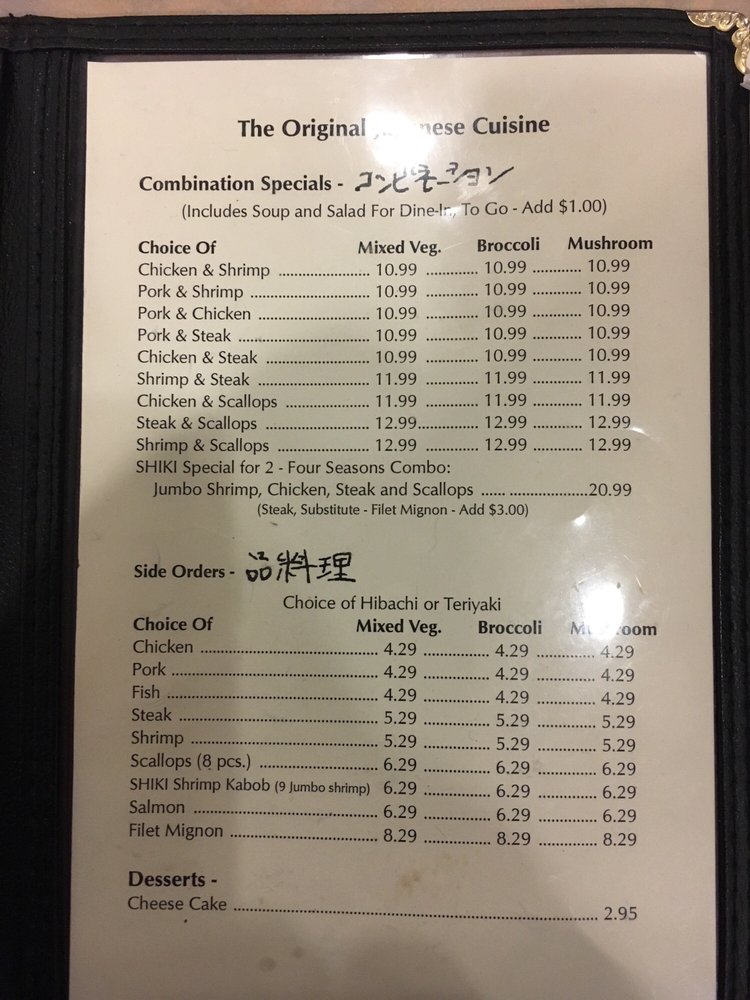 The Original Cuisine
Combination Specials - コンビネーション
(Includes Soup and Salad For Dine-In, To Go - Add $1.00)
Choice Of Mixed Veg. Broccoli Mushroom
Chicken & Shrimp 10.99 10.99 10.99
Pork & Shrimp 10.99 10.99 10.99
Pork & Chicken 10.99 10.99 10.99
Pork & Steak 10.99 10.99 10.99
Chicken & Steak 10.99 10.99 10.99
Shrimp & Steak 11.99 11.99 11.99
Chicken & Scallops 11.99 11.99 11.99
Steak & Scallops 12.99 12.99 12.99
Shrimp & Scallops 12.99 12.99 12.99
SHIKI Special for 2 - Four Seasons Combo:
Jumbo Shrimp, Chicken, Steak and Scallops 20.99
(Steak, Substitute - Filet Mignon - Add $3.00)
Side Orders - 品料理
Choice of Hibachi or Teriyaki
Choice Of Mixed Veg. Broccoli Mushroom
Chicken 4.29 4.29 4.29
Pork 4.29 4.29 4.29
Fish 4.29 4.29 4.29
Steak 5.29 5.29 5.29
Shrimp 5.29 5.29 5.29
Scallops (8 pcs.) 6.29 6.29 6.29
SHIKI Shrimp Kabob (9 Jumbo shrimp) 6.29 6.29 6.29
Salmon 6.29 6.29 6.29
Filet Mignon 8.29 8.29 8.29
Desserts -
Cheese Cake 2.95